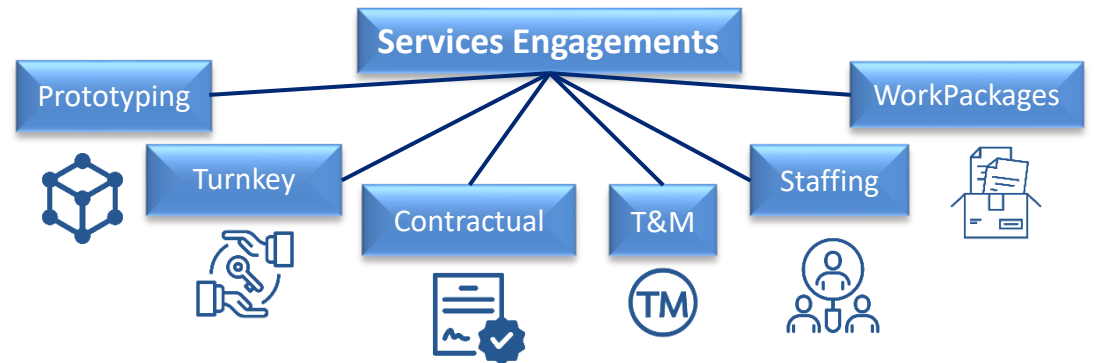 Services Engagements
Prototyping
WorkPackages
Turnkey
Staffing
Contractual
T&M
TM